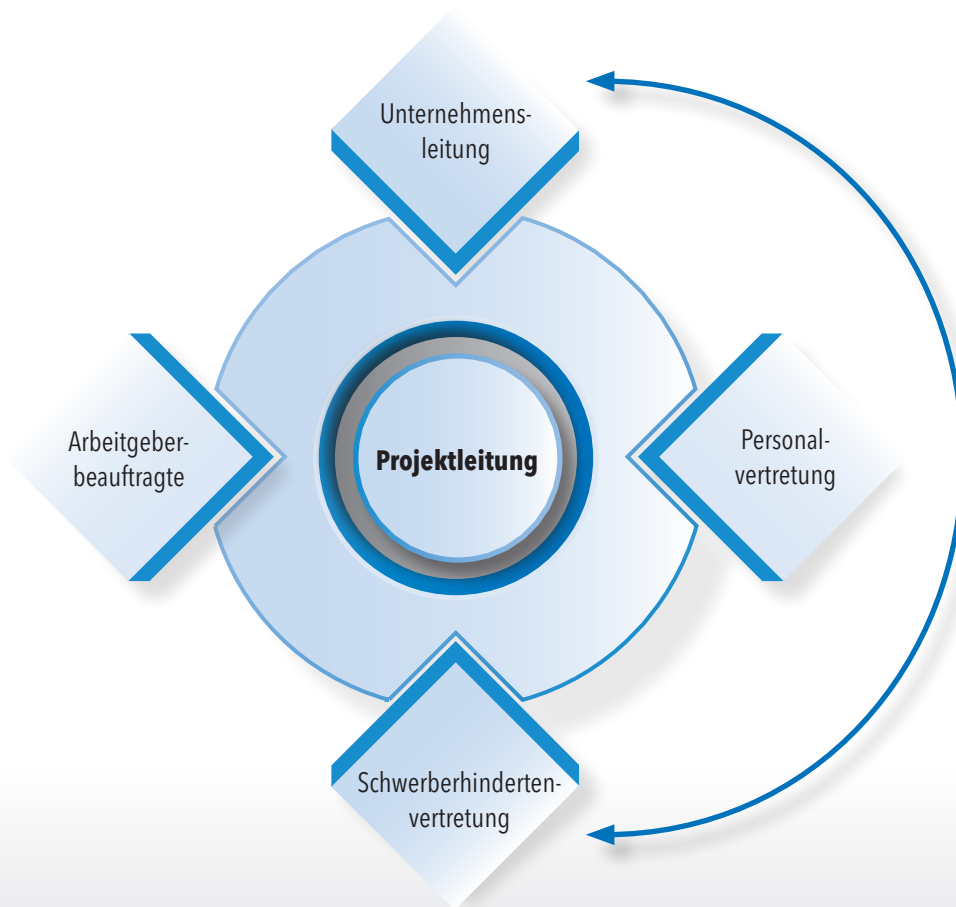 Unternehmens-
leitung
Arbeitgeber-
beauftragte
Projektleitung
Personal-
vertretung
Schwerberhinderten-
vertretung